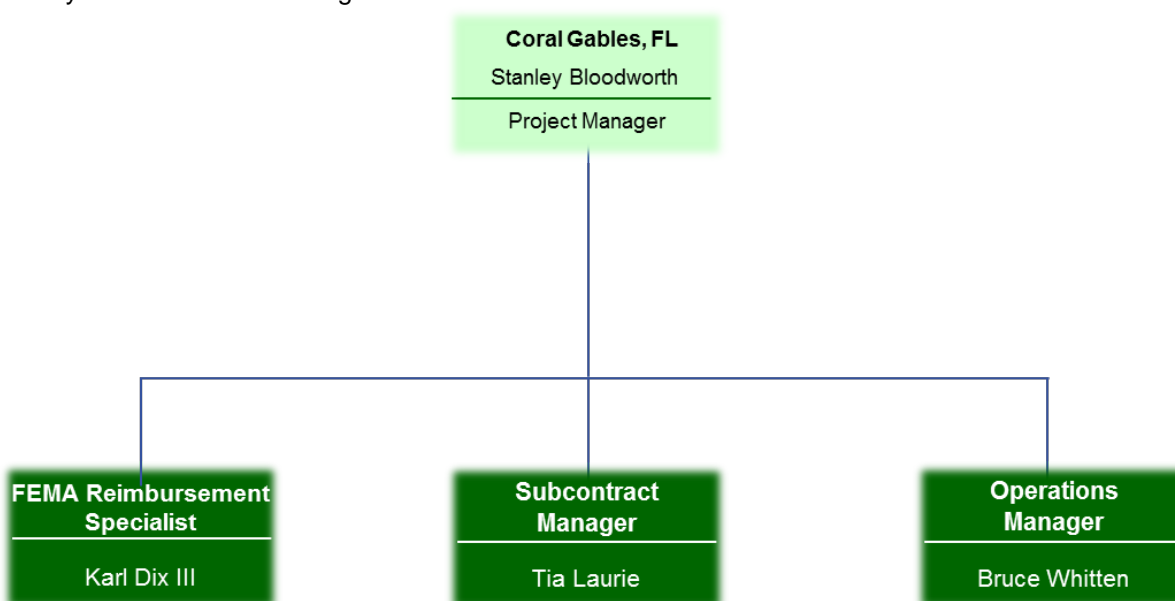 Coral Gables, FL
Stanley Bloodworth
Project Manager
FEMA Reimbursement
Specialist
Karl Dix III
Subcontract
Manager
Tia Laurie
Operations
Manager
Bruce Whitten